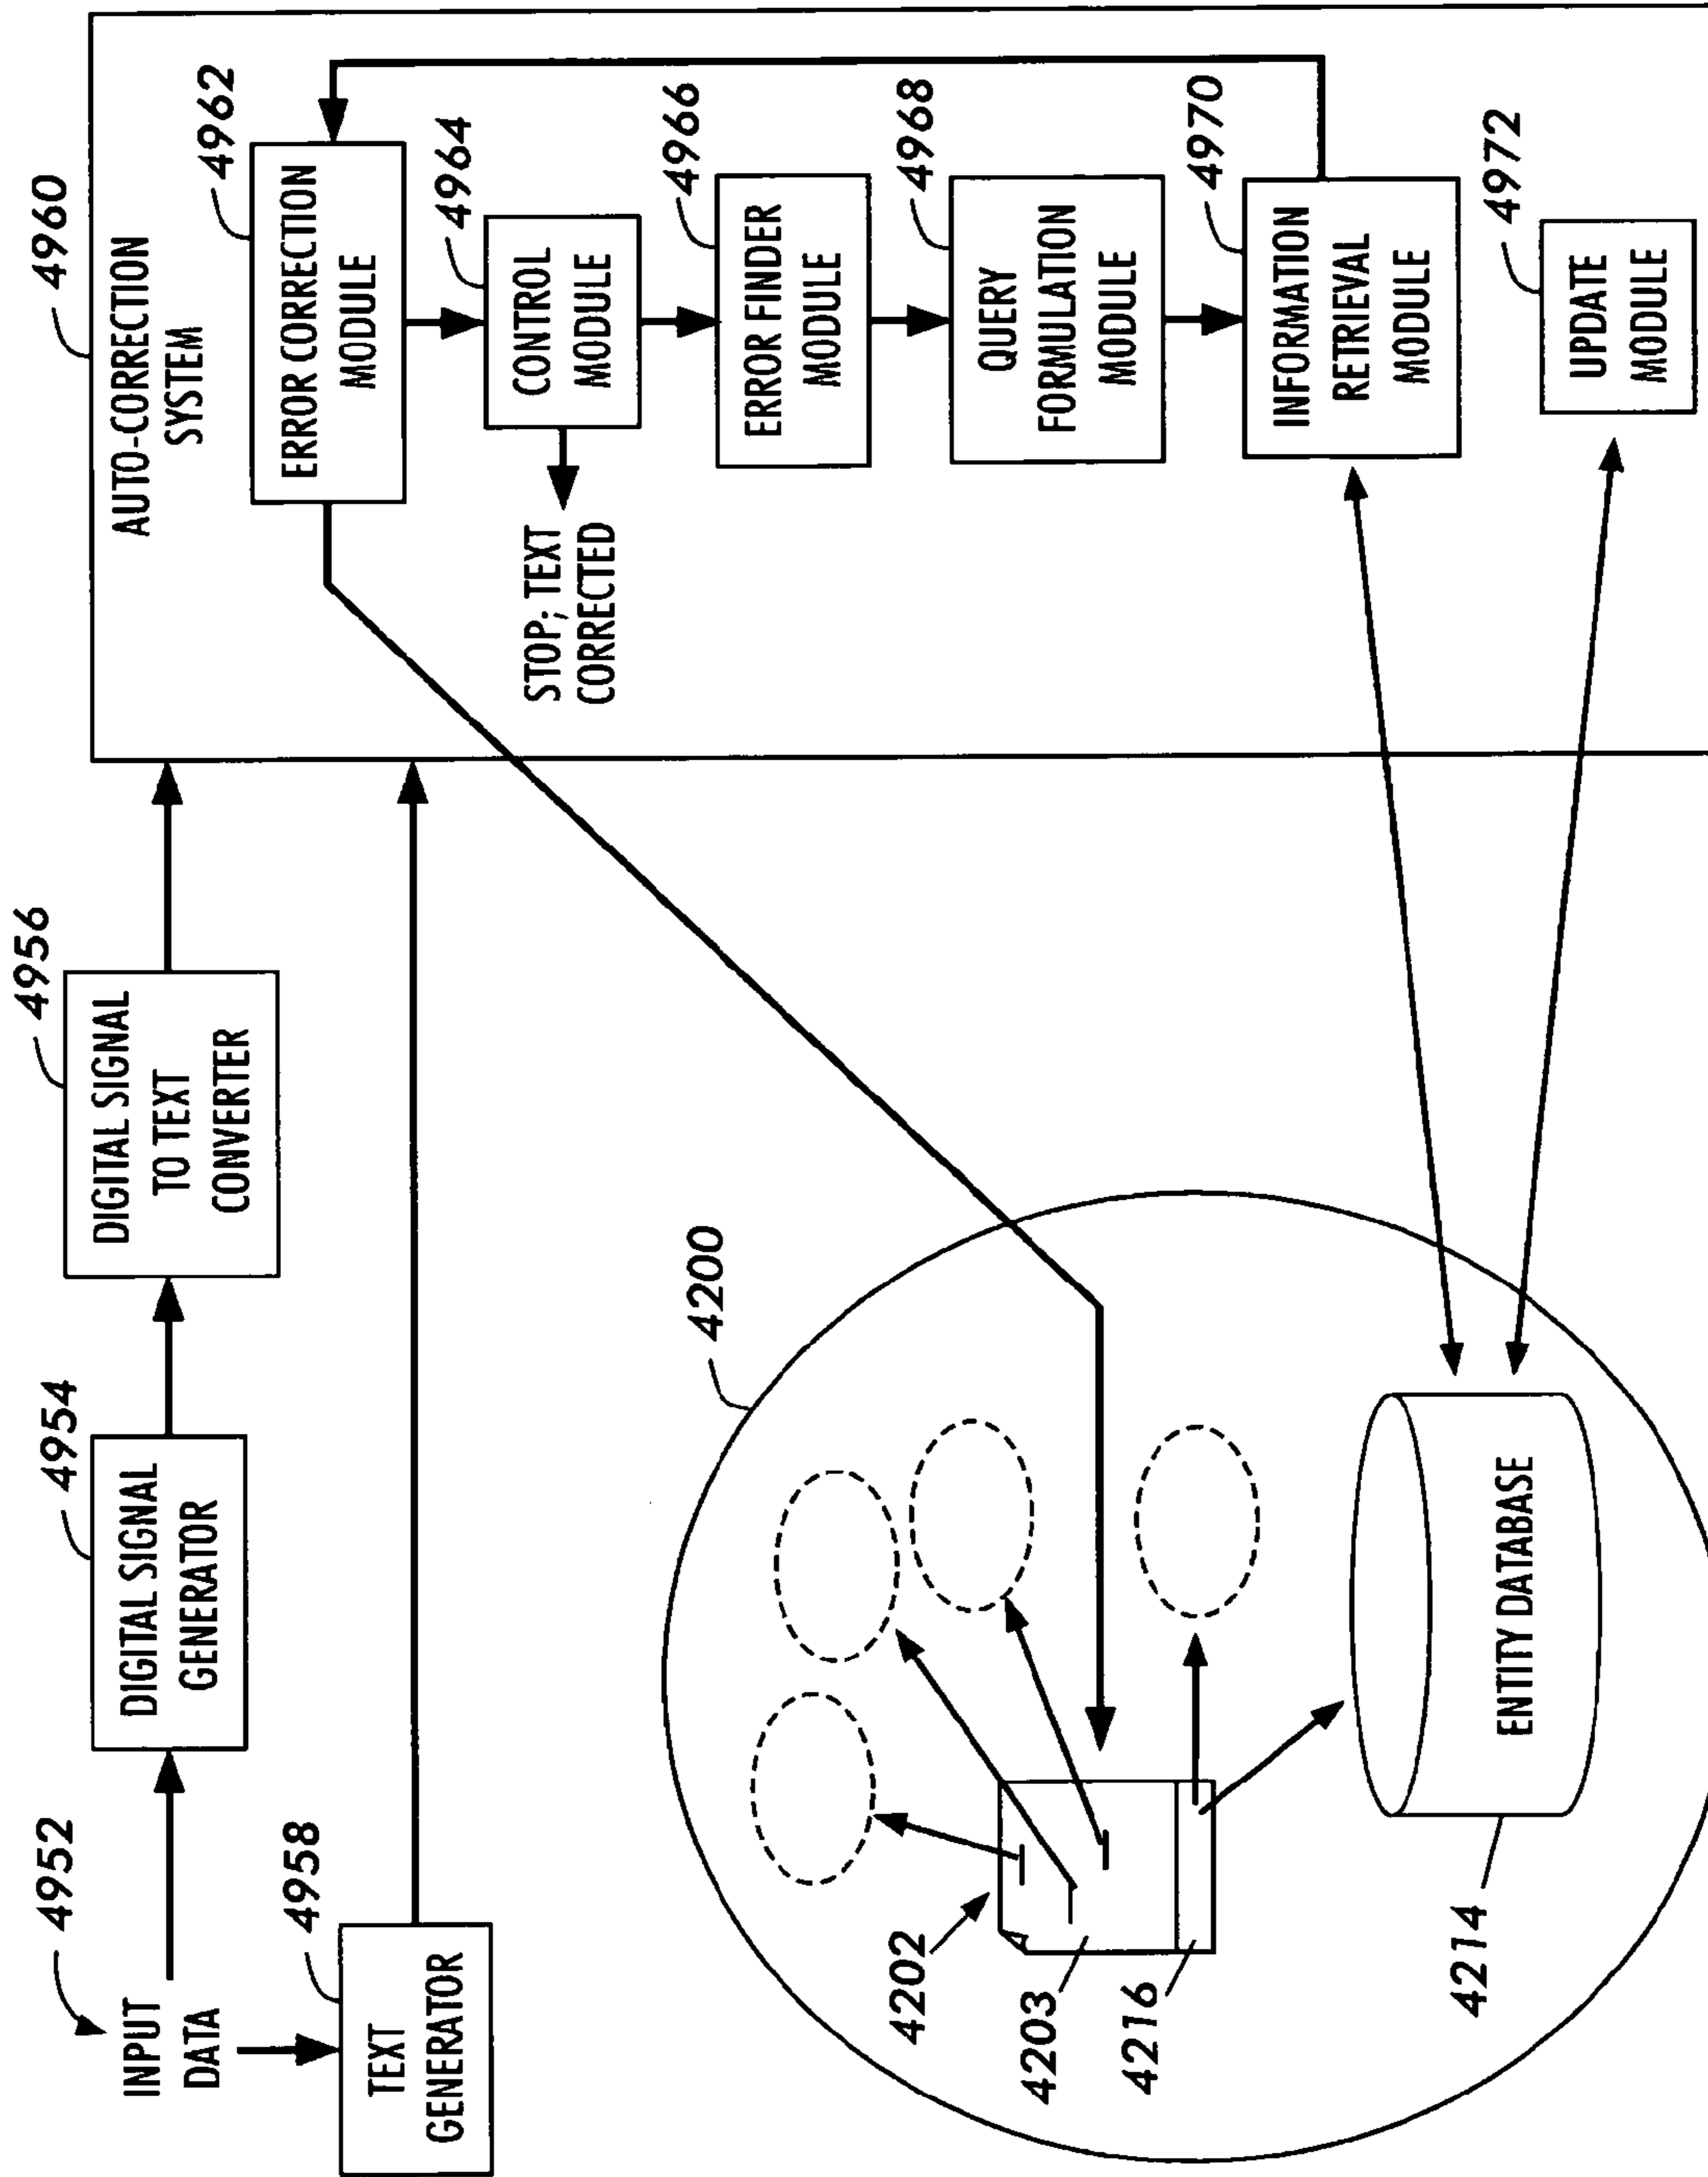 4952
INPUT
DATA
4954
DIGITAL SIGNAL
GENERATOR
4956
DIGITAL SIGNAL
TO TEXT
CONVERTER
4958
TEXT
GENERATOR
4960
AUTO-CORRECTION
SYSTEM
4962
ERROR CORRECTION
MODULE
4964
CONTROL
MODULE
STOP; TEXT
CORRECTED
4966
ERROR FINDER
MODULE
4968
QUERY
FORMULATION
MODULE
4970
INFORMATION
RETRIEVAL
MODULE
4972
UPDATE
MODULE
4200
4202
4203
4216
4214
ENTITY DATABASE